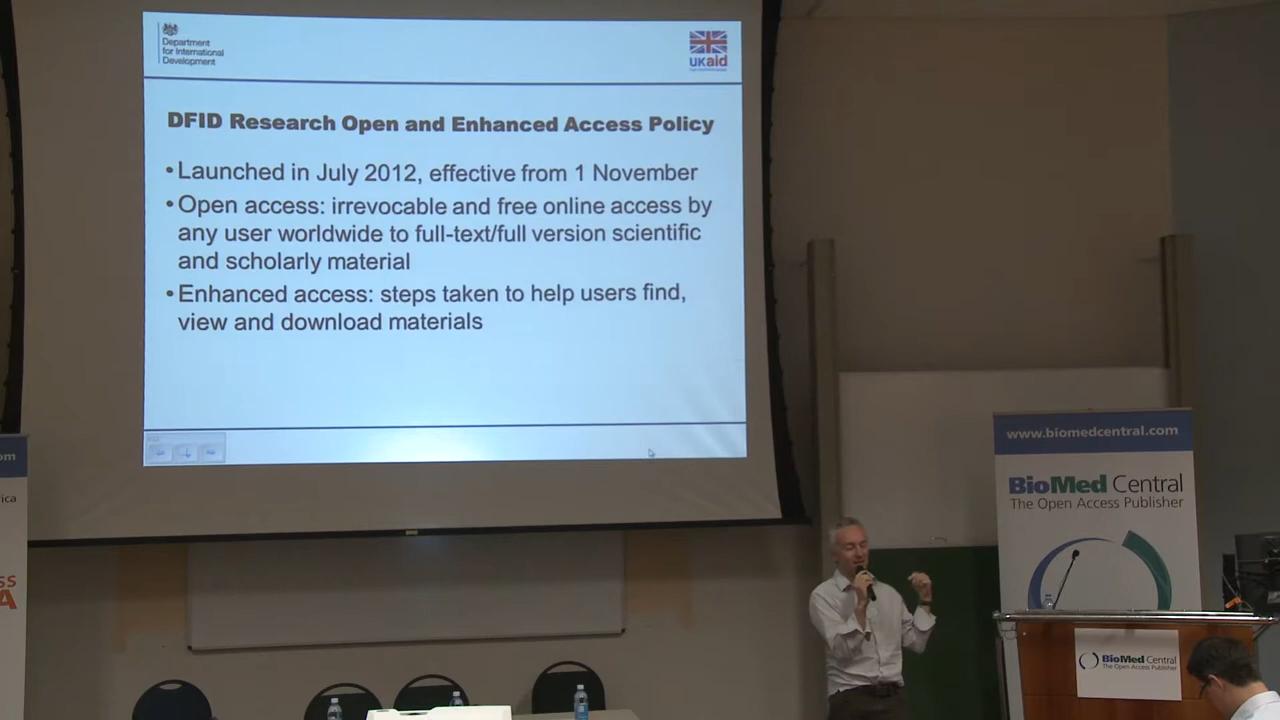 Department
for International
Development
UKaid
DFID Research Open and Enhanced Access Policy
•Launched in July 2012, effective from 1 November
•Open access: irrevocable and free online access by
any user worldwide to full-text/full version scientific
and scholarly material
•Enhanced access: steps taken to help users find,
view and download materials
om
rica
SS
A
www.biomedcentral.com
BioMed Central
The Open Access Publisher
BioMed Central
The Open Access Publisher